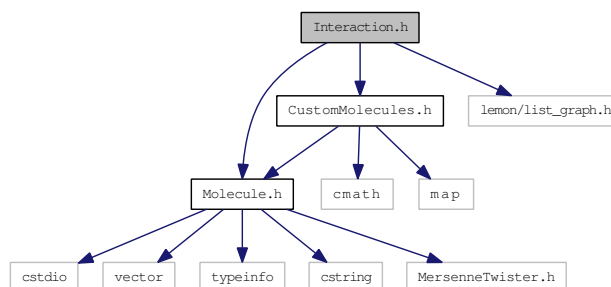 Interaction.h
CustomMolecules.h
lemon/list_graph.h
Molecule.h
cmath
map
cstdio
vector
typeinfo
cstring
MersenneTwister.h